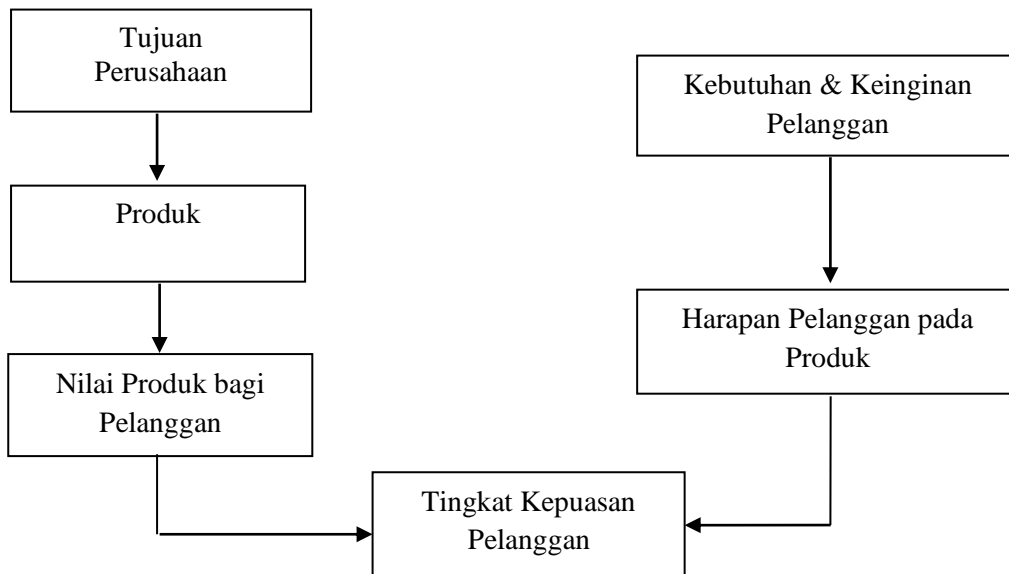 Tujuan
Perusahaan
Produk
Nilai Produk bagi
Pelanggan
Kebutuhan & Keinginan
Pelanggan
Harapan Pelanggan pada
Produk
Tingkat Kepuasan
Pelanggan